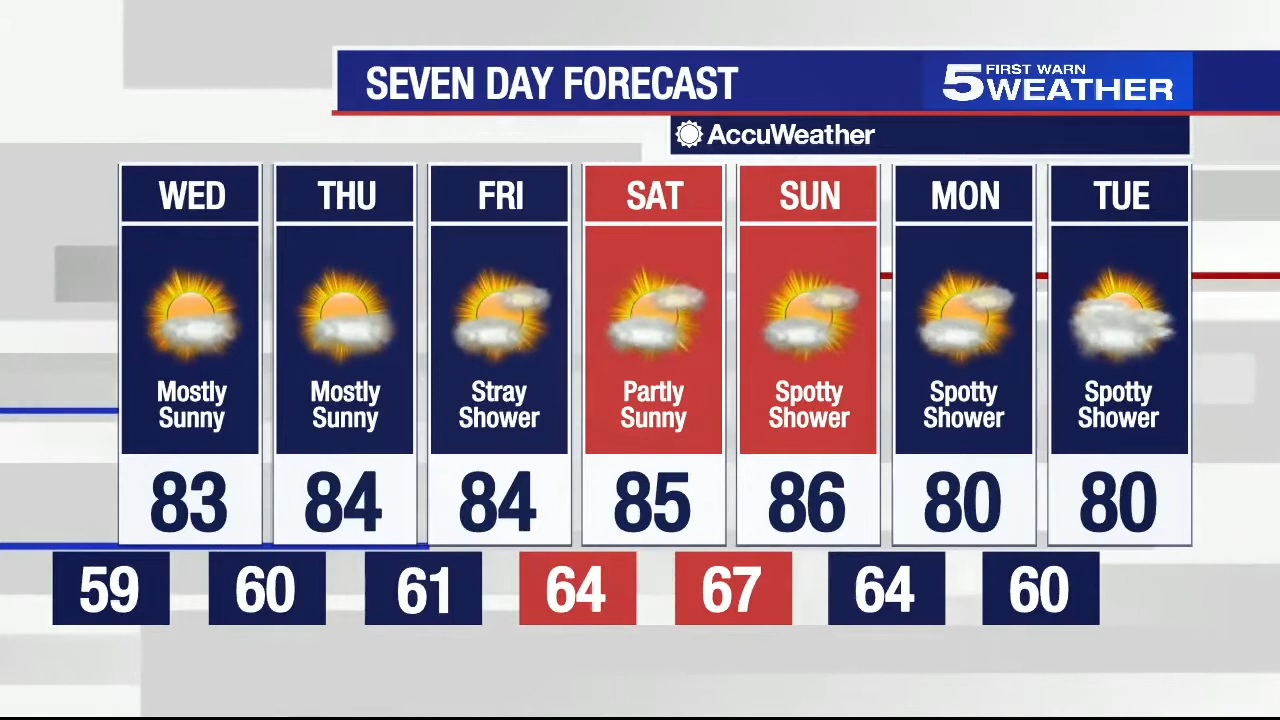 SEVEN DAY FORECAST
5 FIRST WARN WEATHER
AccuWeather
WED THU FRI SAT SUN MON TUE
Mostly Mostly Stray Partly Spotty Spotty Spotty
Sunny Sunny Shower Sunny Shower Shower Shower
83 84 84 85 86 80 80
59 60 61 64 67 64 60